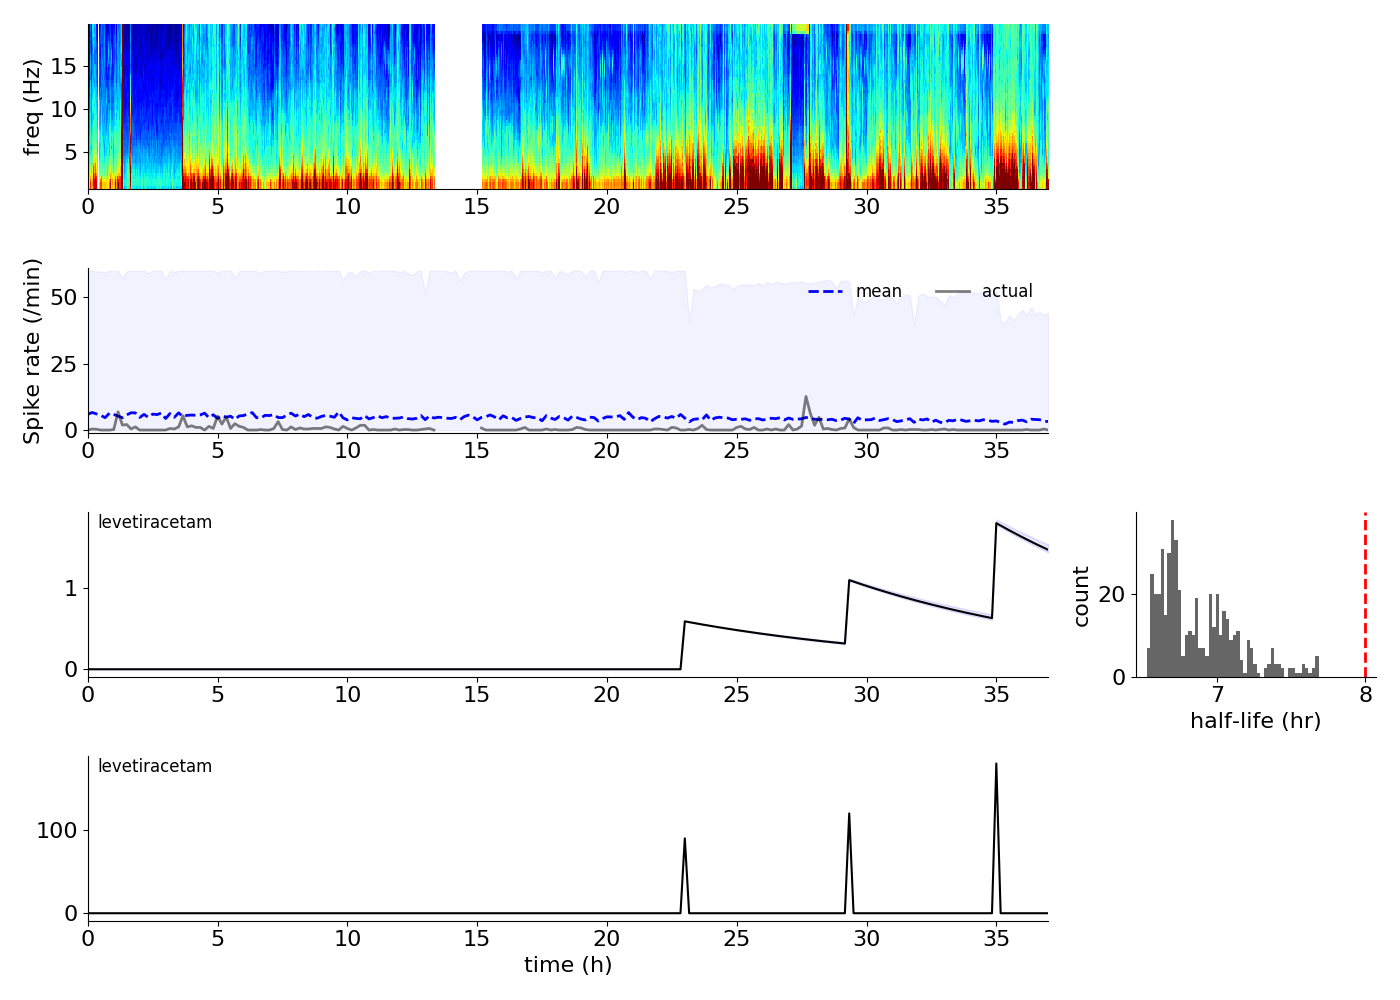 freq (Hz)
15
10
5
0 5 10 15 20 25 30 35
Spike rate (/min)
50
25
0
mean actual
0 5 10 15 20 25 30 35
levetiracetam
1
0
0 5 10 15 20 25 30 35
count
20
0
7 8
half-life (hr)
levetiracetam
100
0
0 5 10 15 20 25 30 35
time (h)